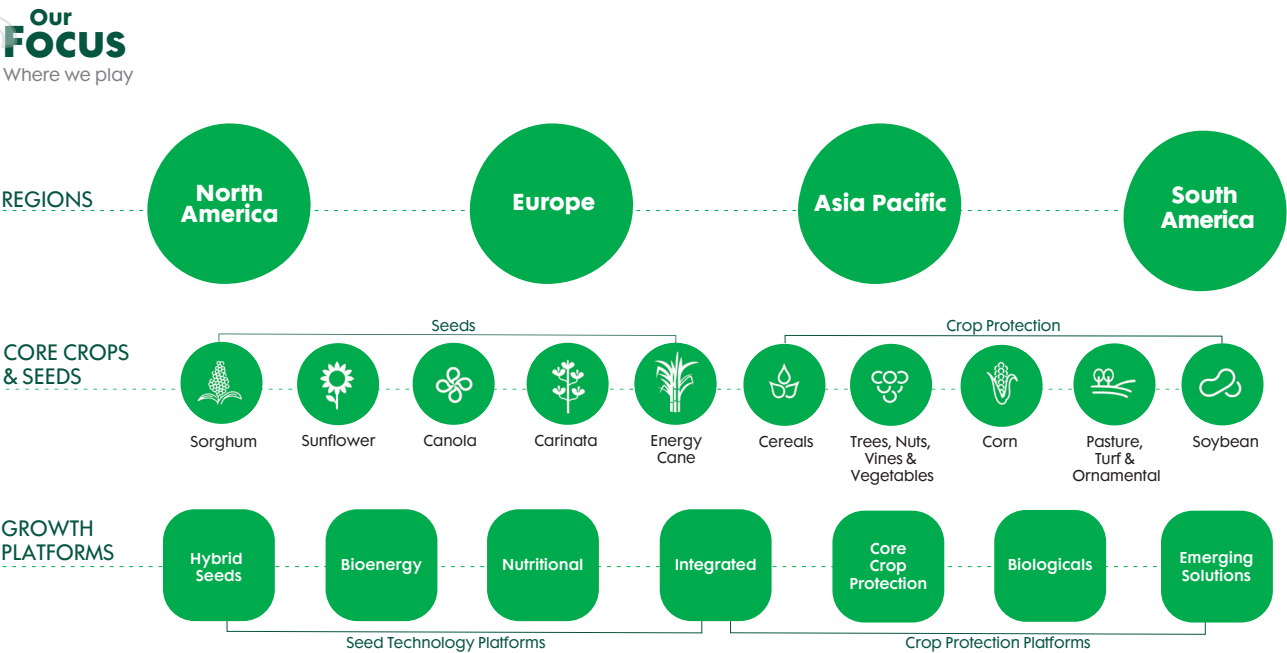 Our
Focus
Where we play
REGIONS
North
America
Europe
Asia Pacific
South
America
CORE CROPS
& SEEDS
Seeds
Crop Protection
Sorghum
Sunflower
Canola
Carinata
Energy
Cane
Cereals
Trees, Nuts,
Vines &
Vegetables
Corn
Pasture,
Turf &
Ornamental
Soybean
GROWTH
PLATFORMS
Hybrid
Seeds
Bioenergy
Nutritional
Integrated
Core
Crop
Protection
Biologicals
Emerging
Solutions
Seed Technology Platforms
Crop Protection Platforms